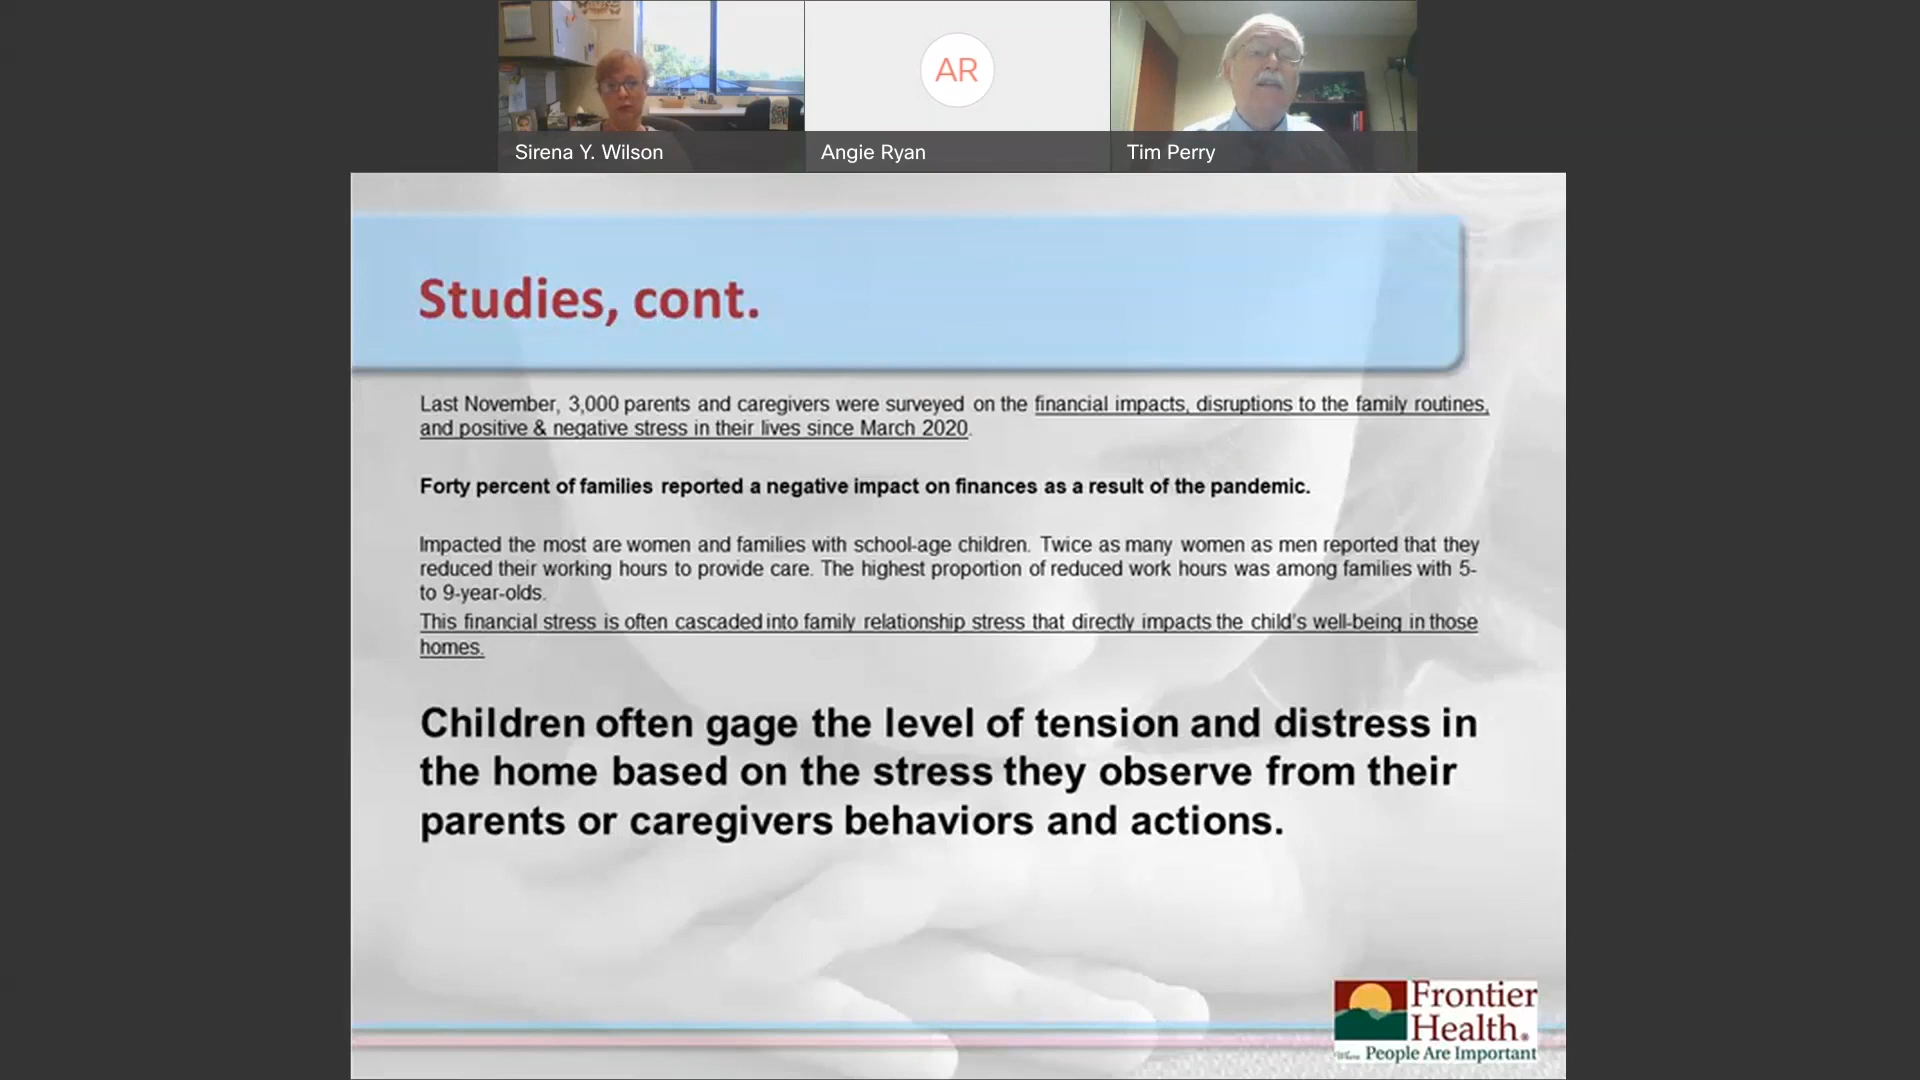 Sirena Y. Wilson
AR
Angie Ryan
Tim Perry
Studies, cont.
Last November, 3,000 parents and caregivers were surveyed on the financial impacts, disruptions to the family routines,
and positive & negative stress in their lives since March 2020.
Forty percent of families reported a negative impact on finances as a result of the pandemic.
Impacted the most are women and families with school-age children. Twice as many women as men reported that they
reduced their working hours to provide care. The highest proportion of reduced work hours was among families with 5-
to 9-year-olds.
This financial stress is often cascaded into family relationship stress that directly impacts the child's well-being in those
homes.
Children often gage the level of tension and distress in
the home based on the stress they observe from their
parents or caregivers behaviors and actions.
Frontier
Health®
Where People Are Important